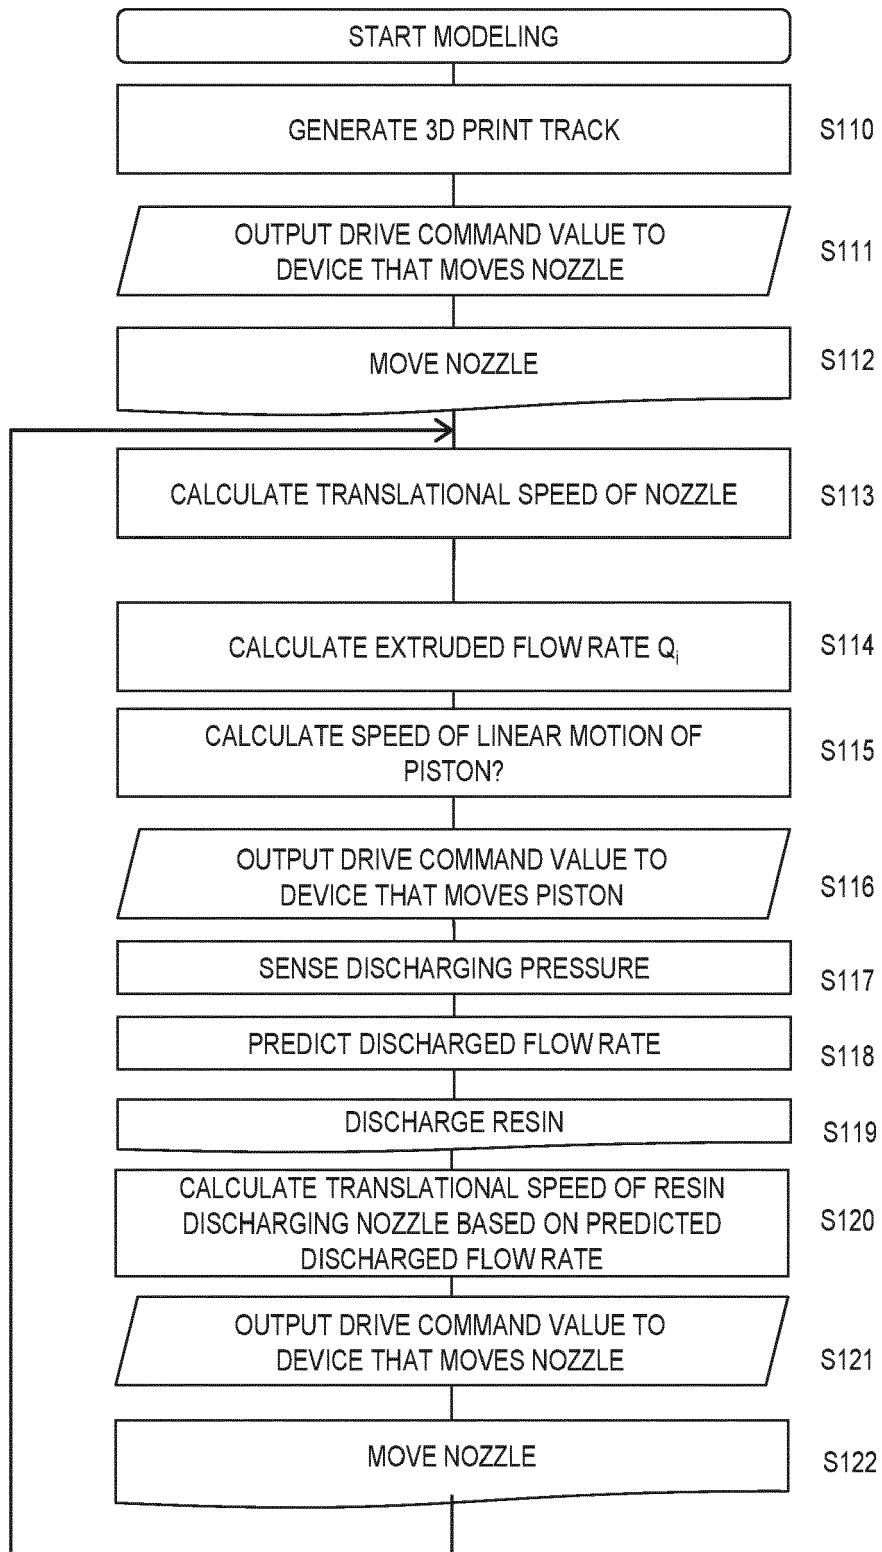 START MODELING
GENERATE 3D PRINT TRACK
S110
OUTPUT DRIVE COMMAND VALUE TO
DEVICE THAT MOVES NOZZLE
S111
MOVE NOZZLE
S112
CALCULATE TRANSLATIONAL SPEED OF NOZZLE
S113
CALCULATE EXTRUDED FLOW RATE Qi
S114
CALCULATE SPEED OF LINEAR MOTION OF
PISTON?
S115
OUTPUT DRIVE COMMAND VALUE TO
DEVICE THAT MOVES PISTON
S116
SENSE DISCHARGING PRESSURE
S117
PREDICT DISCHARGED FLOW RATE
S118
DISCHARGE RESIN
S119
CALCULATE TRANSLATIONAL SPEED OF RESIN
DISCHARGING NOZZLE BASED ON PREDICTED
DISCHARGED FLOW RATE
S120
OUTPUT DRIVE COMMAND VALUE TO
DEVICE THAT MOVES NOZZLE
S121
MOVE NOZZLE
S122